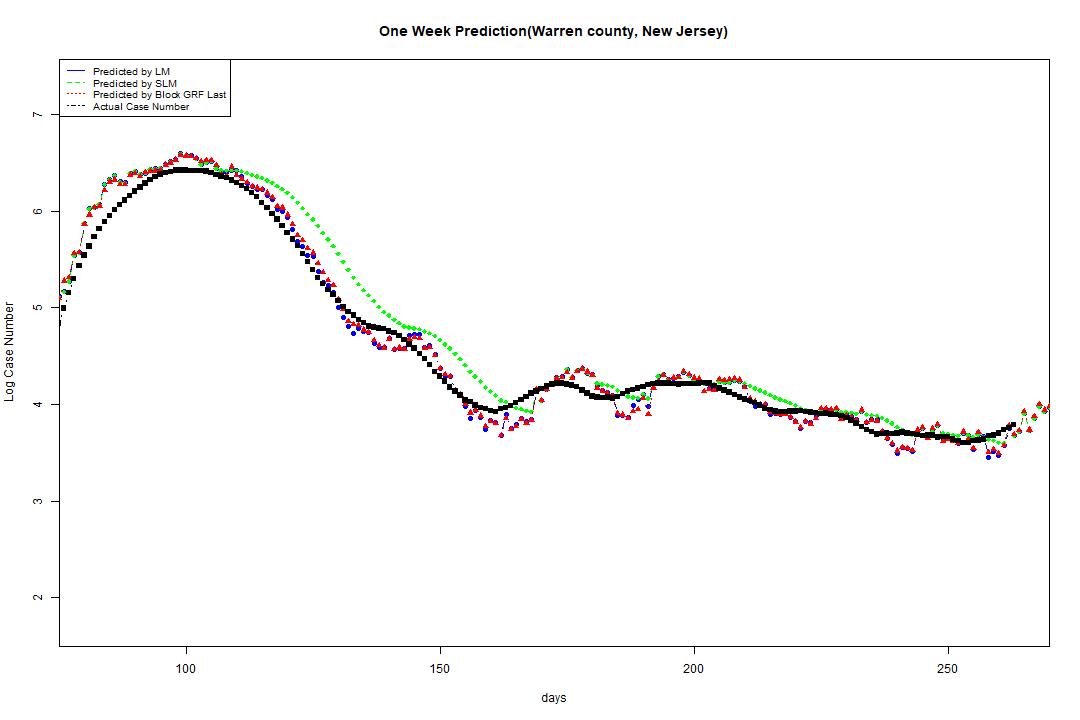 One Week Prediction(Warren county, New Jersey)
Predicted by LM
Predicted by SLM
Predicted by Block GRF Last
Actual Case Number
7
6
5
4
3
2
Log Case Number
100
150
200
250
days